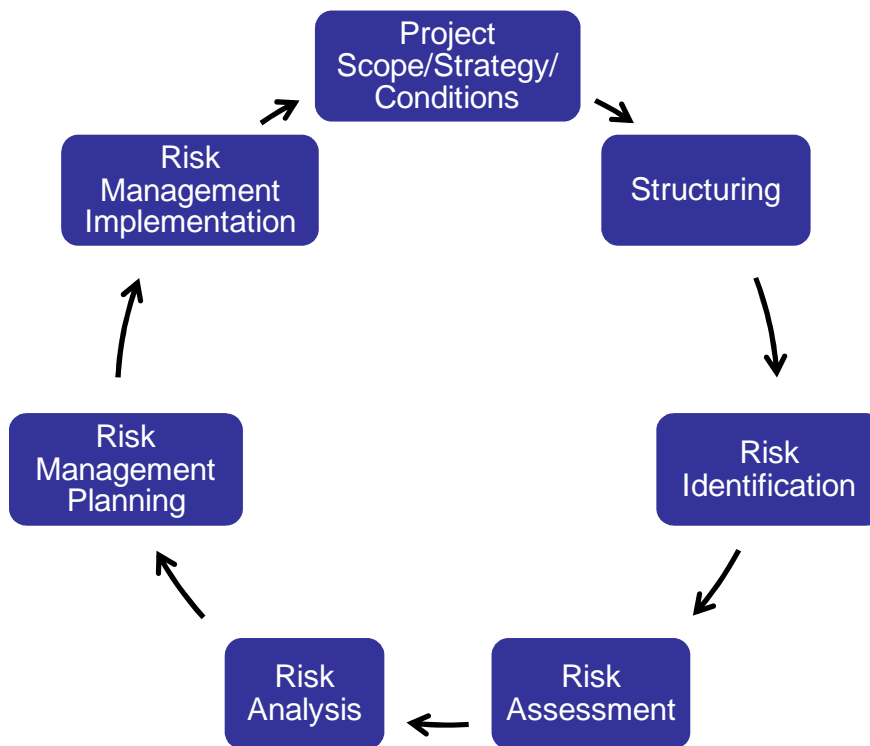 Project
Scope/Strategy/
Conditions
Structuring
Risk
Identification
Risk
Assessment
Risk
Analysis
Risk
Management
Planning
Risk
Management
Implementation